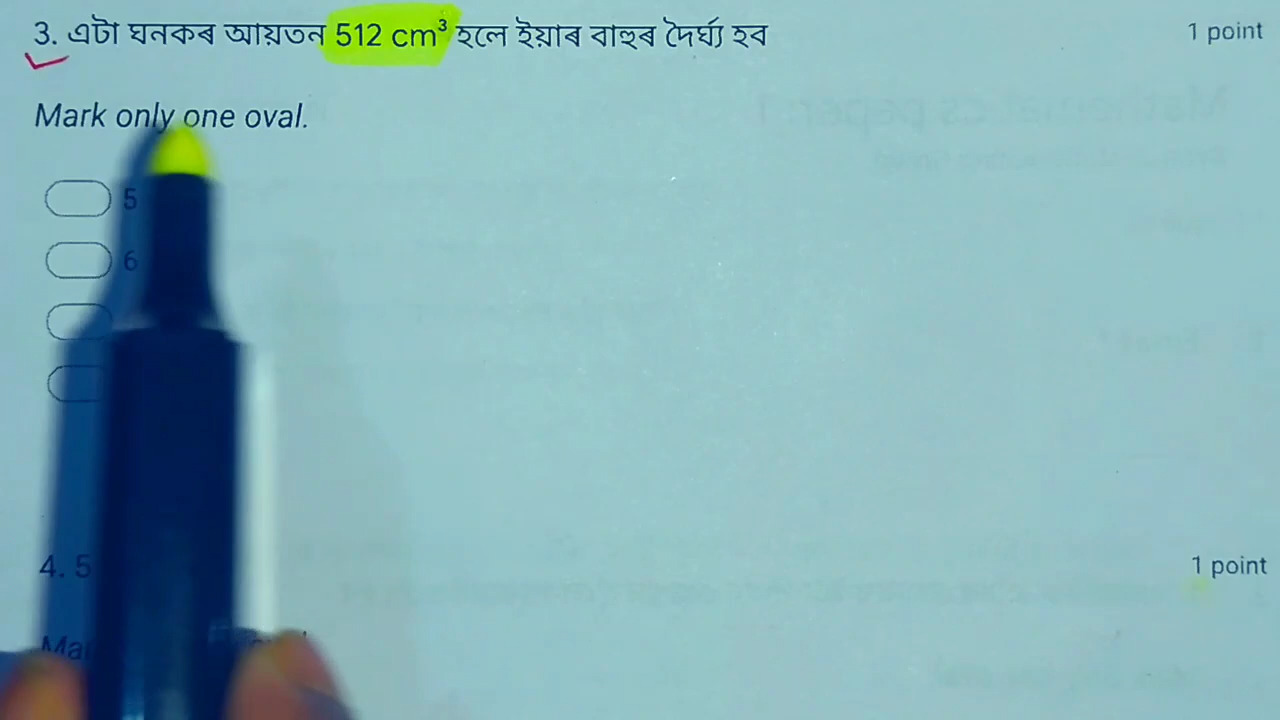 3. এটা ঘনকৰ আয়তন 512 cm³ হলে ইয়াৰ বাহুৰ দৈৰ্ঘ্য হব
1 point
Mark only one oval.
5
6
4. 5
1 point